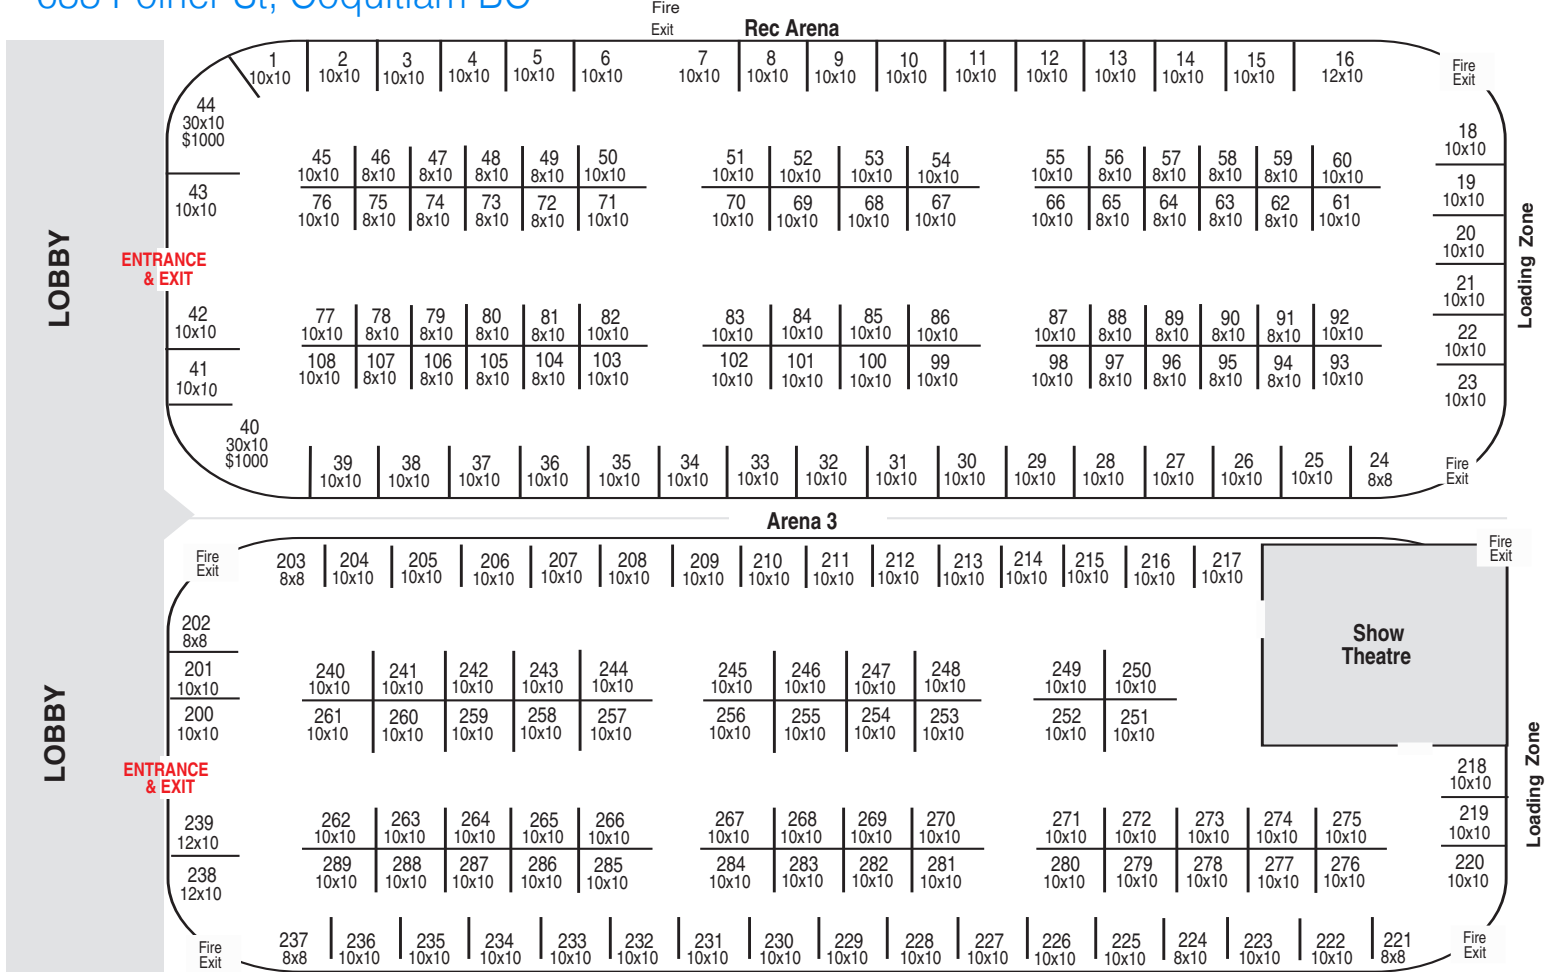 Fire
Exit
Rec Arena
1 2 3 4 5 6 7 8 9 10 11 12 13 14 15 16
10x10 10x10 10x10 10x10 10x10 10x10 10x10 10x10 10x10 10x10 10x10 10x10 10x10 10x10 10x10 12x10
Fire
Exit
44
30x10
$1000
43
10x10
LOBBY
ENTRANCE
& EXIT
42
10x10
41
10x10
40
30x10
$1000
45 46 47 48 49 50 51 52 53 54 55 56 57 58 59 60
10x10 8x10 8x10 8x10 8x10 10x10 10x10 10x10 10x10 10x10 10x10 8x10 8x10 8x10 8x10 10x10
76 75 74 73 72 71 70 69 68 67 66 65 64 63 62 61
10x10 8x10 8x10 8x10 8x10 10x10 10x10 10x10 10x10 10x10 10x10 8x10 8x10 8x10 8x10 10x10
77 78 79 80 81 82 83 84 85 86 87 88 89 90 91 92
10x10 8x10 8x10 8x10 8x10 10x10 10x10 10x10 10x10 10x10 10x10 8x10 8x10 8x10 8x10 10x10
108 107 106 105 104 103 102 101 100 99 98 97 96 95 94 93
10x10 8x10 8x10 8x10 8x10 10x10 10x10 10x10 10x10 10x10 10x10 8x10 8x10 8x10 8x10 10x10
18
10x10
19
10x10
20
10x10
21
10x10
22
10x10
23
10x10
Loading Zone
39 38 37 36 35 34 33 32 31 30 29 28 27 26 25 24
10x10 10x10 10x10 10x10 10x10 10x10 10x10 10x10 10x10 10x10 10x10 10x10 10x10 10x10 10x10 8x8
Fire
Exit
Arena 3
Fire
Exit
203 204 205 206 207 208 209 210 211 212 213 214 215 216 217
8x8 10x10 10x10 10x10 10x10 10x10 10x10 10x10 10x10 10x10 10x10 10x10 10x10 10x10 10x10
Fire
Exit
Show
Theatre
202
8x8
201
10x10
200
10x10
LOBBY
ENTRANCE
& EXIT
239
12x10
238
12x10
240 241 242 243 244 245 246 247 248 249 250
10x10 10x10 10x10 10x10 10x10 10x10 10x10 10x10 10x10 10x10 10x10
261 260 259 258 257 256 255 254 253 252 251
10x10 10x10 10x10 10x10 10x10 10x10 10x10 10x10 10x10 10x10 10x10
262 263 264 265 266 267 268 269 270 271 272 273 274 275
10x10 10x10 10x10 10x10 10x10 10x10 10x10 10x10 10x10 10x10 10x10 10x10 10x10 10x10
289 288 287 286 285 284 283 282 281 280 279 278 277 276
10x10 10x10 10x10 10x10 10x10 10x10 10x10 10x10 10x10 10x10 10x10 10x10 10x10 10x10
218
10x10
219
10x10
220
10x10
Loading Zone
Fire
Exit
237 236 235 234 233 232 231 230 229 228 227 226 225 224 223 222 221
8x8 10x10 10x10 10x10 10x10 10x10 10x10 10x10 10x10 10x10 10x10 10x10 10x10 8x10 10x10 10x10 8x8
Fire
Exit